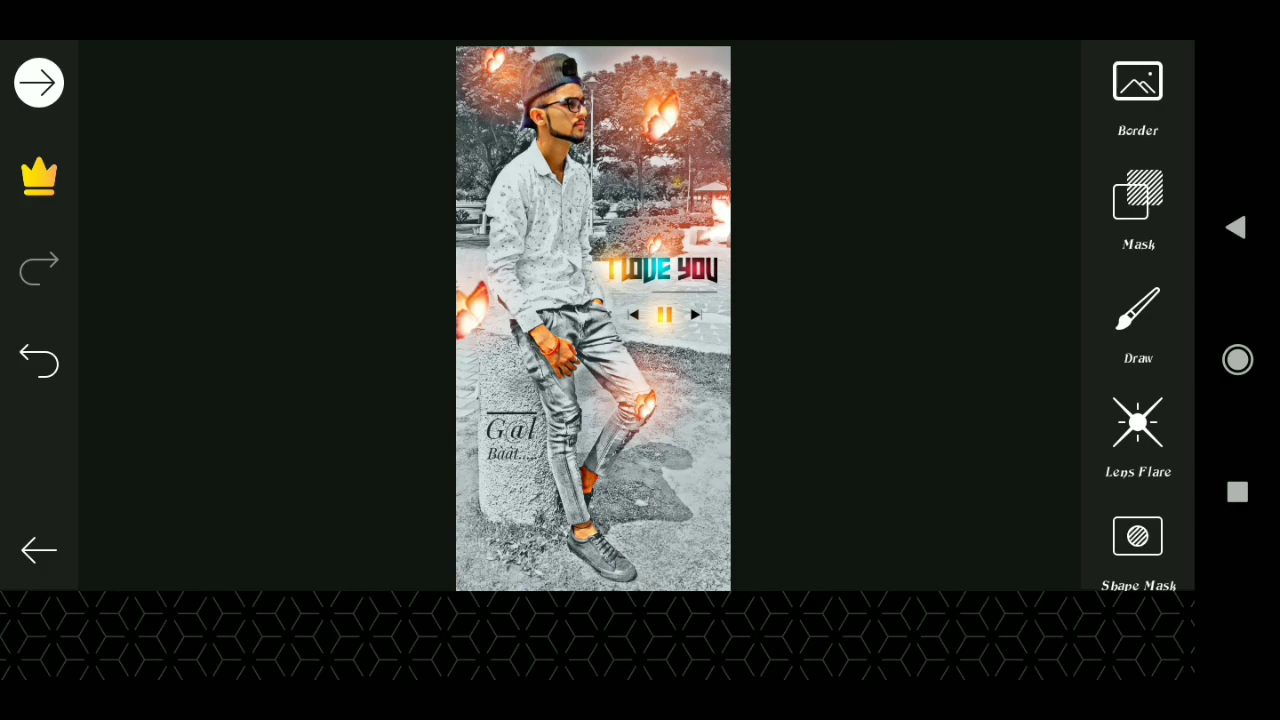 Border
Mask
Draw
Lens Flare
Shape Mask
I LOVE YOU
G@l
Baat.....